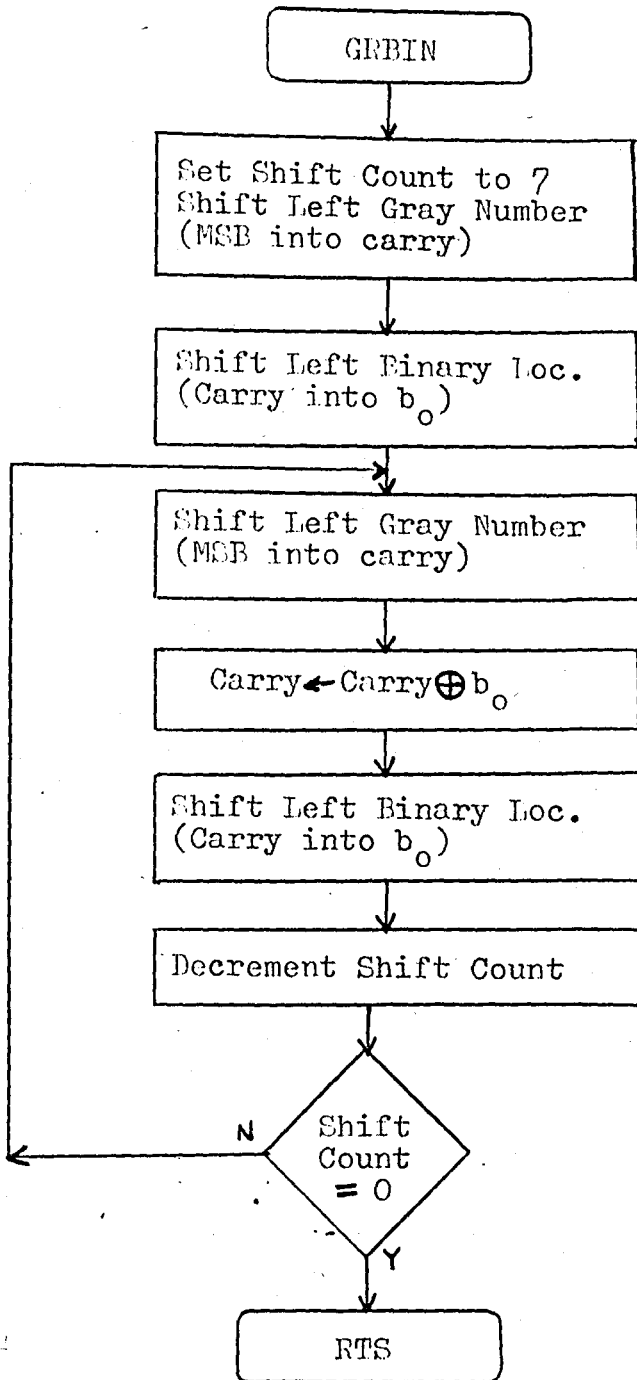 GRBIN
Set Shift Count to 7
Shift Left Gray Number
(MSB into carry)
Shift Left Binary Loc.
(Carry into b₀)
Shift Left Gray Number
(MSB into carry)
Carry←Carry⊕b₀
Shift Left Binary Loc.
(Carry into b₀)
Decrement Shift Count
N
Shift
Count
= 0
Y
RTS